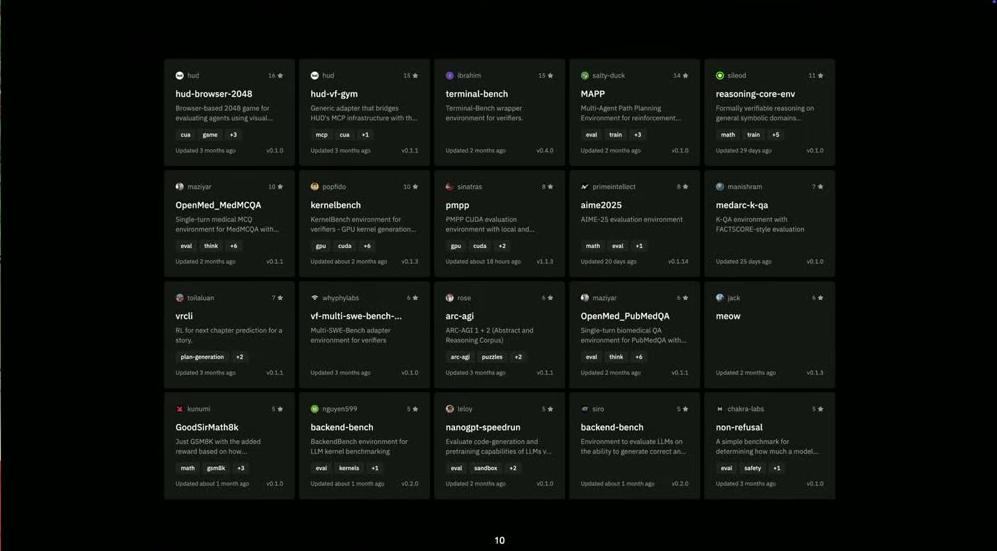 hud 16
hud-browser-2048
Browser-based 2048 game for
evaluating agents using visual...
cua game +3
Updated 3 months ago v0.1.0
hud 15
hud-vf-gym
Generic adapter that bridges
HUD's MCP infrastructure with th...
mcp cua +1
Updated 3 months ago v0.1.1
ibrahim 15
terminal-bench
Terminal-Bench wrapper
environment for verifiers.
Updated 2 months ago v0.4.0
salty-duck 14
MAPP
Multi-Agent Path Planning
Environment for reinforcement...
eval train +3
Updated 2 months ago v0.1.0
sileod 11
reasoning-core-env
Formally verifiable reasoning on
general symbolic domains...
math train +5
Updated 29 days ago v0.1.0
maziyar 10
OpenMed_MedMCQA
Single-turn medical MCQ
environment for MedMCQA with...
eval think +6
Updated 2 months ago v0.1.1
popfido 10
kernelbench
KernelBench environment for
verifiers - GPU kernel generation...
gpu cuda +6
Updated about 2 months ago v0.1.3
sinatras 8
pmpp
PMPP CUDA evaluation
environment with local and...
gpu cuda +2
Updated about 18 hours ago v1.1.3
primeintellect 8
aime2025
AIME-25 evaluation environment
math eval +1
Updated 20 days ago v0.1.14
manishram 7
medarc-k-qa
K-QA environment with
FACTSCORE-style evaluation
Updated 25 days ago v0.1.0
toilaluan 7
vrcli
RL for next chapter prediction for a
story.
plan-generation +2
Updated 3 months ago v0.1.1
whyphylabs 6
vf-multi-swe-bench-...
Multi-SWE-Bench adapter
environment for verifiers
Updated 3 months ago v0.1.0
rose 6
arc-agi
ARC-AGI 1 + 2 (Abstract and
Reasoning Corpus)
arc-agi puzzles +2
Updated 3 months ago v0.1.1
maziyar 6
OpenMed_PubMedQA
Single-turn biomedical QA
environment for PubMedQA with...
eval think +6
Updated 2 months ago v0.1.1
jack 6
meow
Updated 2 months ago v0.1.3
kunumi 5
GoodSirMath8k
Just GSM8K with the added
reward based on how...
math gsm8k +3
Updated about 1 month ago v0.1.0
nguyen599 5
backend-bench
BackendBench environment for
LLM kernel benchmarking
eval kernels +1
Updated about 1 month ago v0.2.0
leloy 5
nanogpt-speedrun
Evaluate code-generation and
pretraining capabilities of LLMs v...
eval sandbox +2
Updated 2 months ago v0.1.0
siro 5
backend-bench
Environment to evaluate LLMs on
the ability to generate correct an...
Updated about 1 month ago v0.2.0
chakra-labs 5
non-refusal
A simple benchmark for
determining how much a model...
eval safety +1
Updated 3 months ago v0.1.0
10